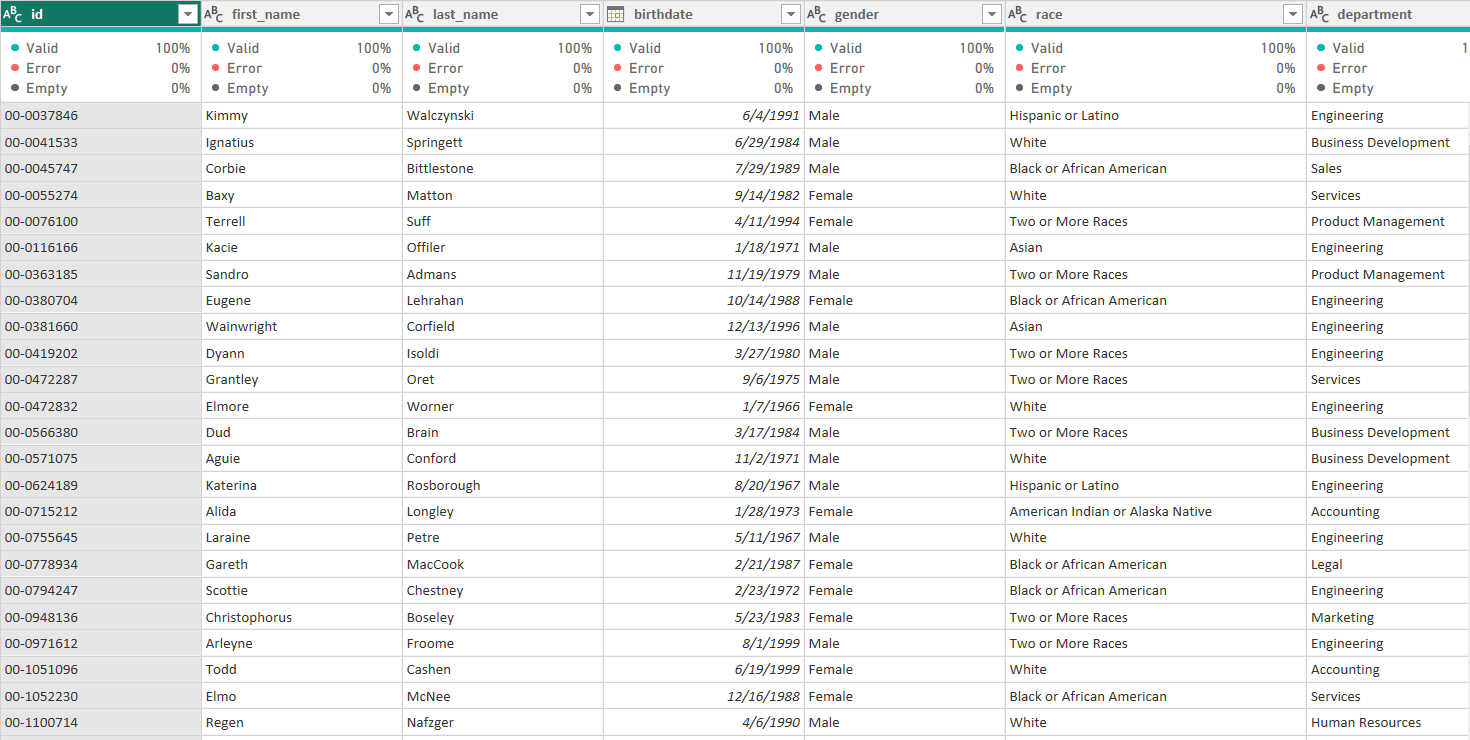 ABC id ABC first_name ABC last_name birthdate ABC gender ABC race ABC department
Valid 100% Valid 100% Valid 100% Valid 100% Valid 100% Valid 100% Valid 1
Error 0% Error 0% Error 0% Error 0% Error 0% Error 0% Error
Empty 0% Empty 0% Empty 0% Empty 0% Empty 0% Empty 0% Empty
00-0037846 Kimmy Walczynski 6/4/1991 Male Hispanic or Latino Engineering
00-0041533 Ignatius Springett 6/29/1984 Male White Business Development
00-0045747 Corbie Bittlestone 7/29/1989 Male Black or African American Sales
00-0055274 Baxy Matton 9/14/1982 Female White Services
00-0076100 Terrell Suff 4/11/1994 Female Two or More Races Product Management
00-0116166 Kacie Offiler 1/18/1971 Male Asian Engineering
00-0363185 Sandro Admans 11/19/1979 Male Two or More Races Product Management
00-0380704 Eugene Lehrahan 10/14/1988 Female Black or African American Engineering
00-0381660 Wainwright Corfield 12/13/1996 Male Asian Engineering
00-0419202 Dyann Isoldi 3/27/1980 Male Two or More Races Engineering
00-0472287 Grantley Oret 9/6/1975 Male Two or More Races Services
00-0472832 Elmore Worner 1/7/1966 Female White Engineering
00-0566380 Dud Brain 3/17/1984 Male Two or More Races Business Development
00-0571075 Aguie Conford 11/2/1971 Male White Business Development
00-0624189 Katerina Rosborough 8/20/1967 Male Hispanic or Latino Engineering
00-0715212 Alida Longley 1/28/1973 Female American Indian or Alaska Native Accounting
00-0755645 Laraine Petre 5/11/1967 Male White Engineering
00-0778934 Gareth MacCook 2/21/1987 Female Black or African American Legal
00-0794247 Scottie Chestney 2/23/1972 Female Black or African American Engineering
00-0948136 Christophorus Boseley 5/23/1983 Female Two or More Races Marketing
00-0971612 Arleyne Froome 8/1/1999 Male Two or More Races Engineering
00-1051096 Todd Cashen 6/19/1999 Female White Accounting
00-1052230 Elmo McNee 12/16/1988 Female Black or African American Services
00-1100714 Regen Nafzger 4/6/1990 Male White Human Resources